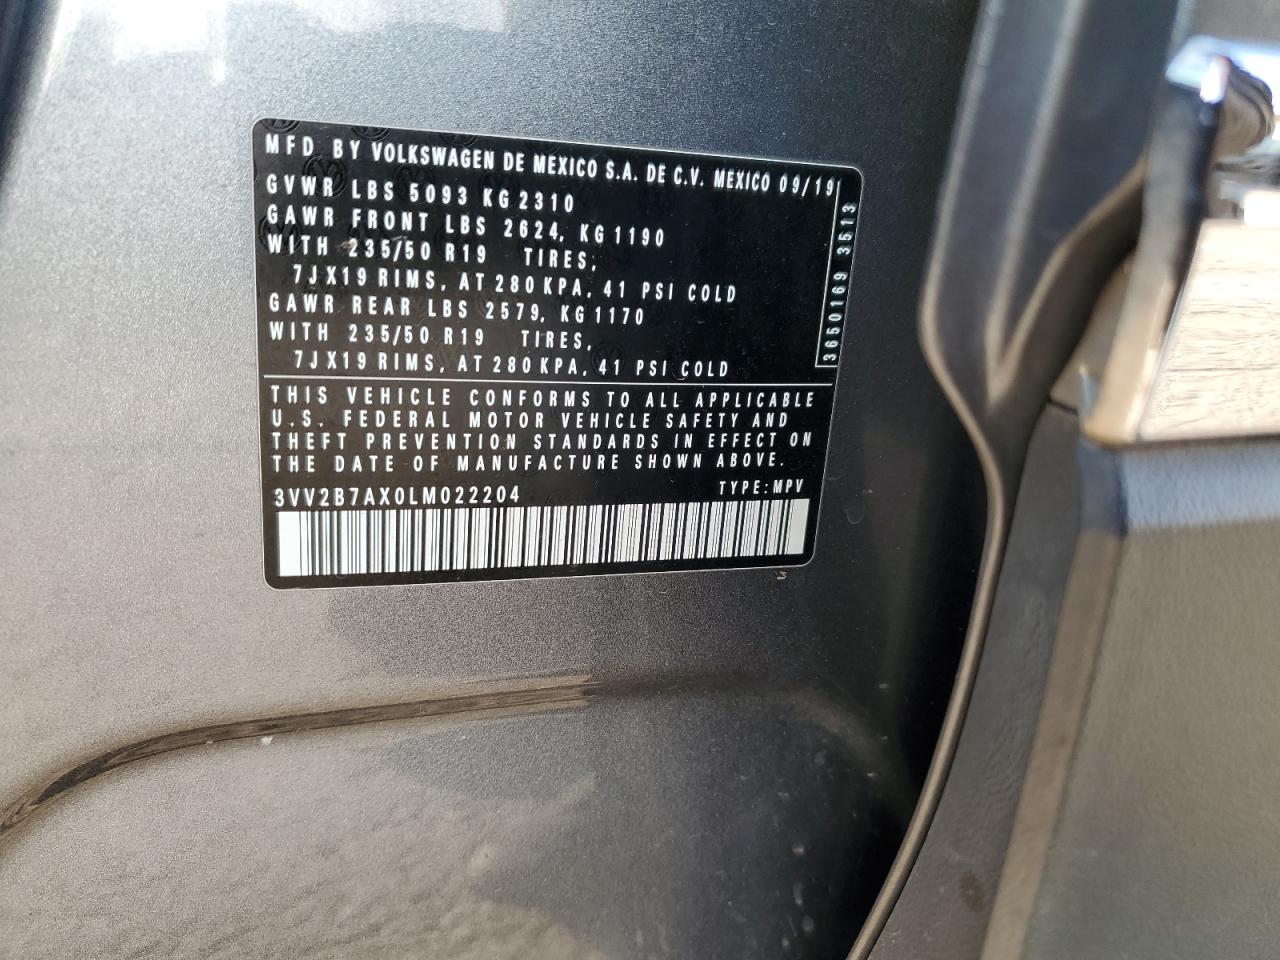 MFD BY VOLKSWAGEN DE MEXICO S.A. DE C.V. MEXICO 09/19
GVWR LBS 5093 KG 2310
GAWR FRONT LBS 2624, KG 1190
WITH 235/50 R19 TIRES,
7JX19 RIMS, AT 280 KPA, 41 PSI COLD
GAWR REAR LBS 2579, KG 1170
WITH 235/50 R19 TIRES,
7JX19 RIMS, AT 280 KPA, 41 PSI COLD
3650169 3513
THIS VEHICLE CONFORMS TO ALL APPLICABLE
U.S. FEDERAL MOTOR VEHICLE SAFETY AND
THEFT PREVENTION STANDARDS IN EFFECT ON
THE DATE OF MANUFACTURE SHOWN ABOVE.
3VV2B7AX0LM022204 TYPE: MPV